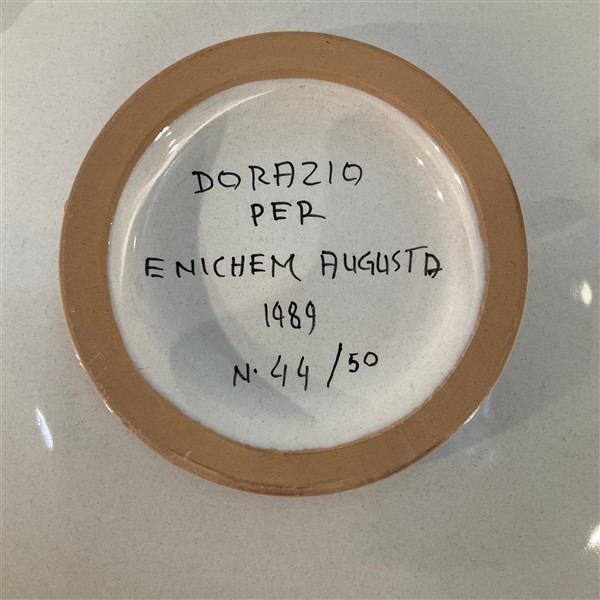 DORAZIO
PER
ENICHEM AUGUSTA
1989
N. 44/50